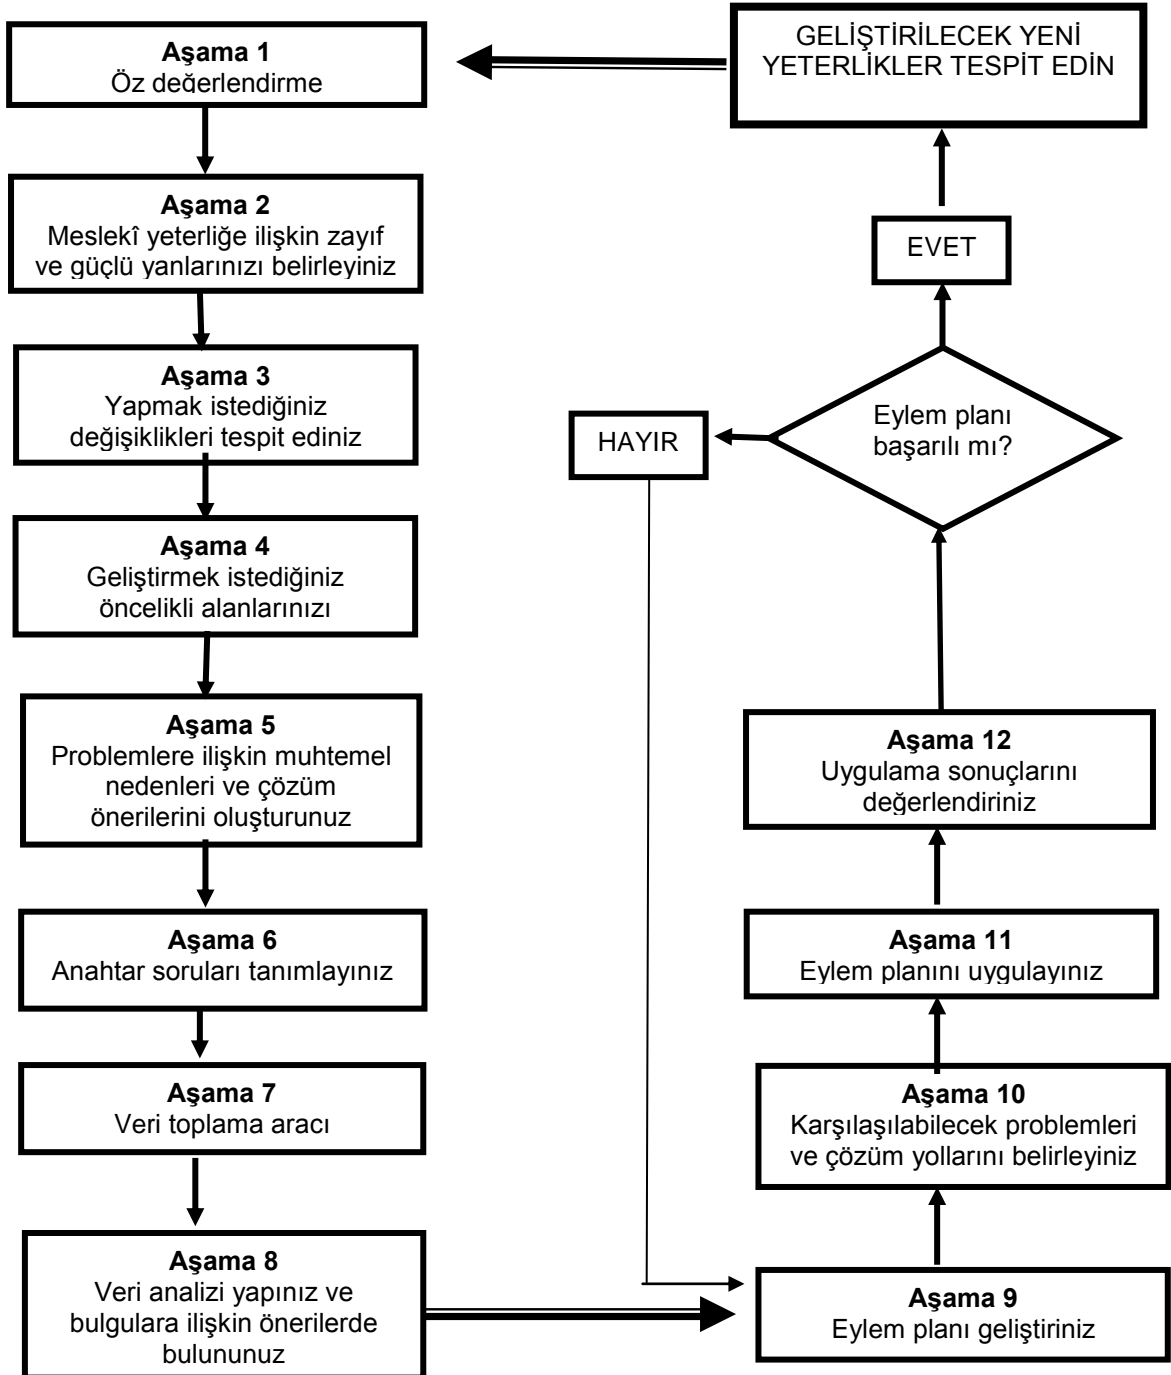 Aşama 1
Öz değerlendirme
Aşama 2
Meslekî yeterliğe ilişkin zayıf
ve güçlü yanlarınızı belirleyiniz
Aşama 3
Yapmak istediğiniz
değişiklikleri tespit ediniz
Aşama 4
Geliştirmek istediğiniz
öncelikli alanlarınızı
Aşama 5
Problemlere ilişkin muhtemel
nedenleri ve çözüm
önerilerini oluşturunuz
Aşama 6
Anahtar soruları tanımlayınız
Aşama 7
Veri toplama aracı
Aşama 8
Veri analizi yapınız ve
bulgulara ilişkin önerilerde
bulununuz
Aşama 9
Eylem planı geliştiriniz
Aşama 10
Karşılaşılabilecek problemleri
ve çözüm yollarını belirleyiniz
Aşama 11
Eylem planını uygulayınız
Aşama 12
Uygulama sonuçlarını
değerlendiriniz
Eylem planı
başarılı mı?
HAYIR
EVET
GELİŞTİRİLECEK YENİ
YETERLİKLER TESPİT EDİN